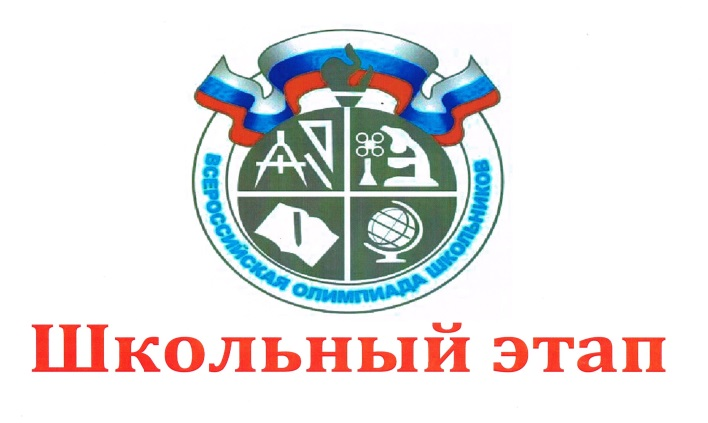 ВСЕРОССИЙСКАЯ ОЛИМПИАДА ШКОЛЬНИКОВ
Школьный этап